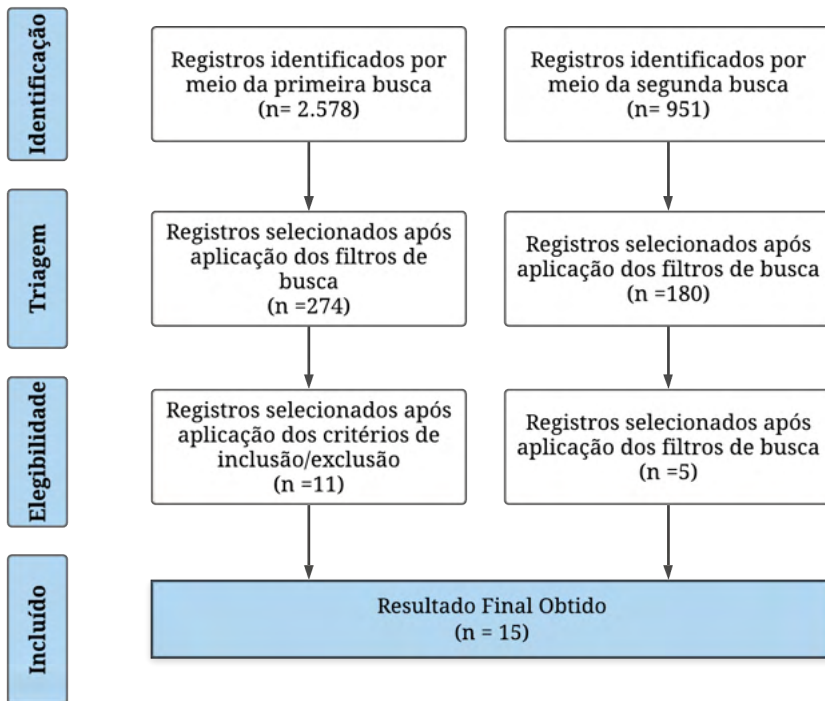 Identificação
Registros identificados por
meio da primeira busca
(n= 2.578)
Registros identificados por
meio da segunda busca
(n= 951)
Triagem
Registros selecionados após
aplicação dos filtros de
busca
(n =274)
Registros selecionados após
aplicação dos filtros de busca
(n =180)
Elegibilidade
Registros selecionados após
aplicação dos critérios de
inclusão/exclusão
(n =11)
Registros selecionados após
aplicação dos filtros de busca
(n =5)
Incluído
Resultado Final Obtido
(n = 15)